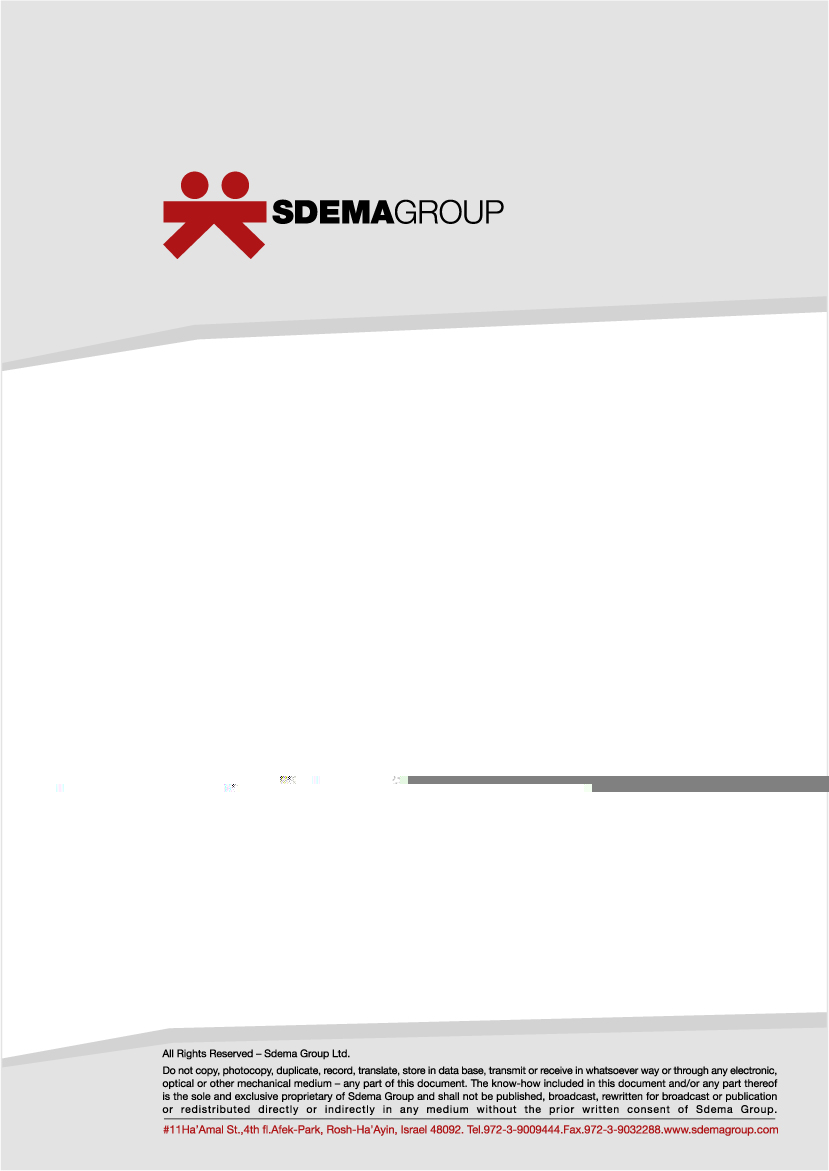 SDEMAGROUP
All Rights Reserved – Sdema Group Ltd.
Do not copy, photocopy, duplicate, record, translate, store in data base, transmit or receive in whatsoever way or through any electronic,
optical or other mechanical medium – any part of this document. The know-how included in this document and/or any part thereof
is the sole and exclusive proprietary of Sdema Group and shall not be published, broadcast, rewritten for broadcast or publication
or redistributed directly or indirectly in any medium without the prior written consent of Sdema Group.
#11Ha'Amal St.,4th fl.Afek-Park, Rosh-Ha'Ayin, Israel 48092. Tel.972-3-9009444.Fax.972-3-9032288.www.sdemagroup.com